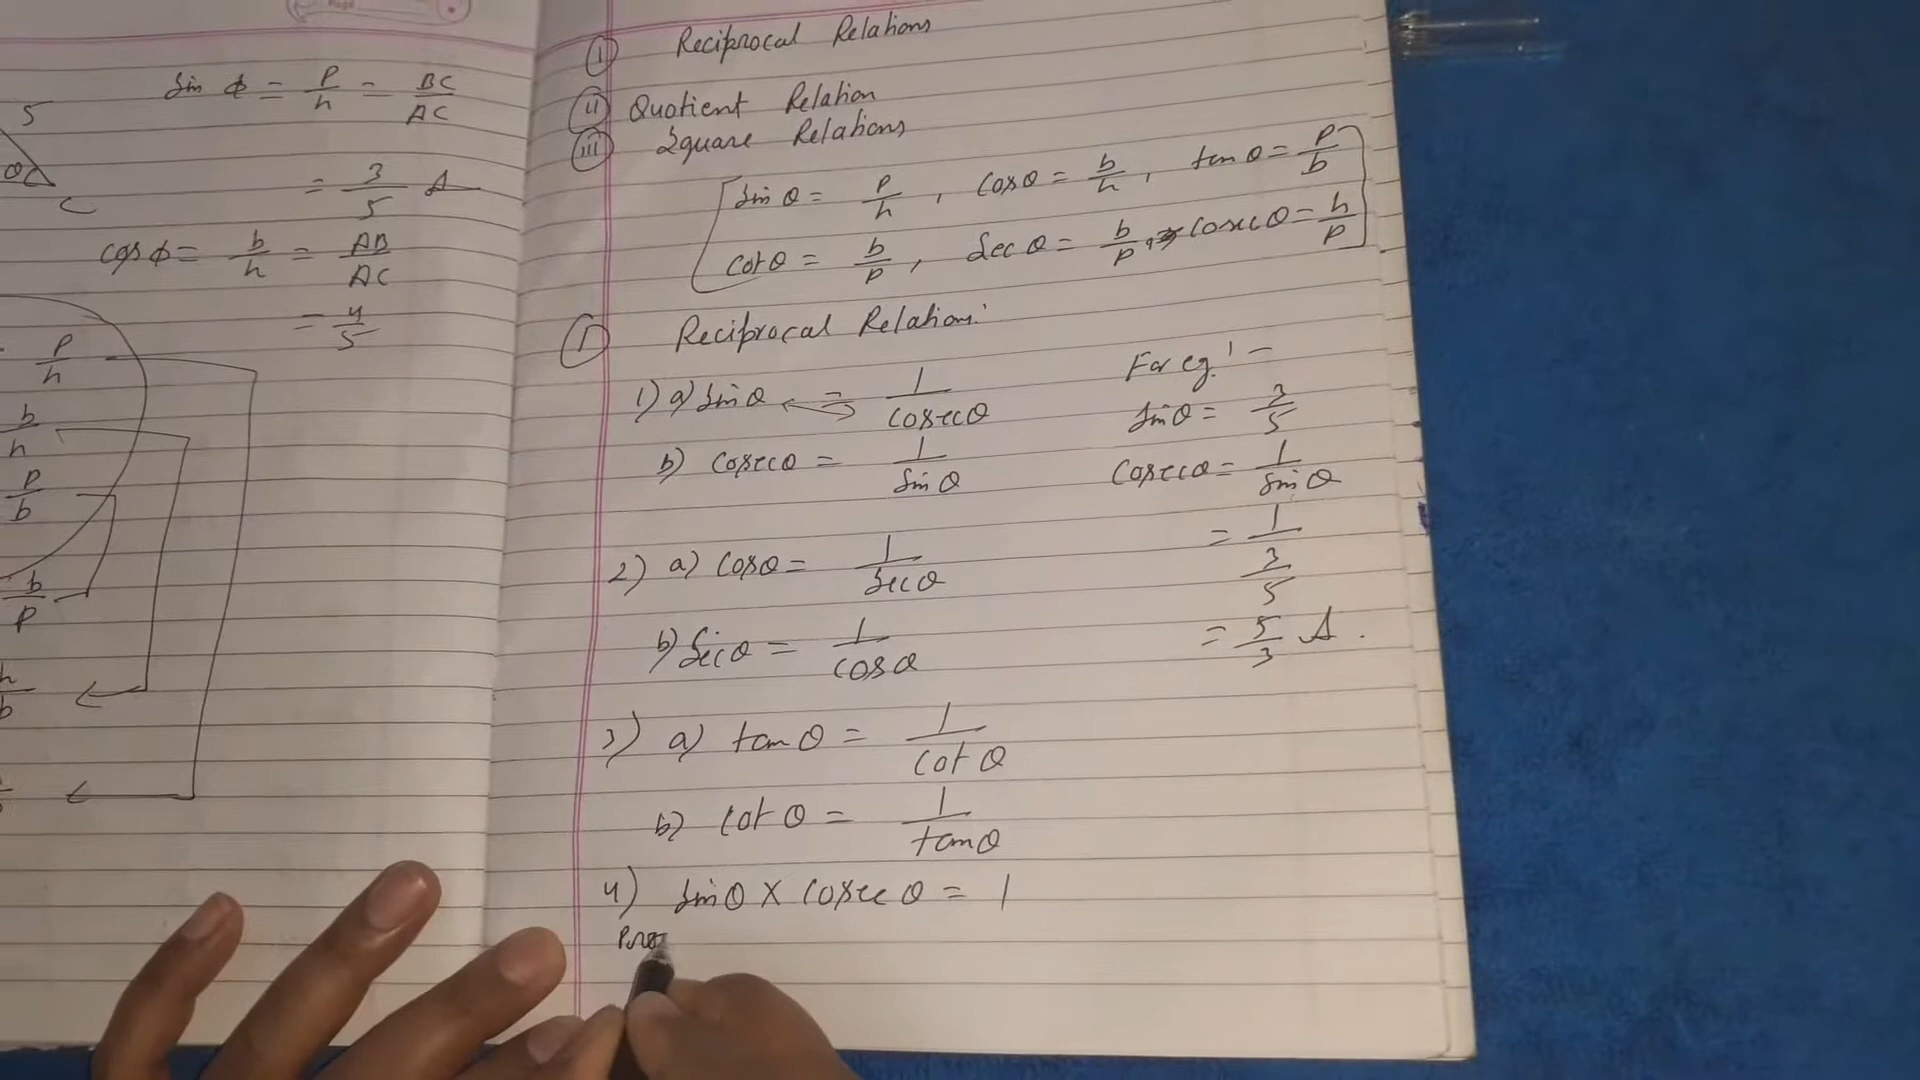 Page
5
θ
C
Sin ϕ = P/h = BC/AC
= 3/5 A
cos ϕ = b/h = AB/AC
= 4/5
P/h
b/h
P/b
b/P
h/b
I Reciprocal Relations
II Quotient Relation
III Square Relations
Sin θ = P/h , Cos θ = b/h , tan θ = P/b
Cot θ = b/P , Sec θ = b/P , Cosec θ = h/P
I Reciprocal Relation:
1) a) Sin θ = 1/Cosec θ
b) Cosec θ = 1/Sin θ
2) a) Cos θ = 1/Sec θ
b) Sec θ = 1/Cos θ
3) a) tan θ = 1/Cot θ
b) Cot θ = 1/tan θ
4) Sin θ X Cosec θ = 1
Proo
For eg! -
Sin θ = 3/5
Cosec θ = 1/Sin θ
= 1/3/5
= 5/3 A.